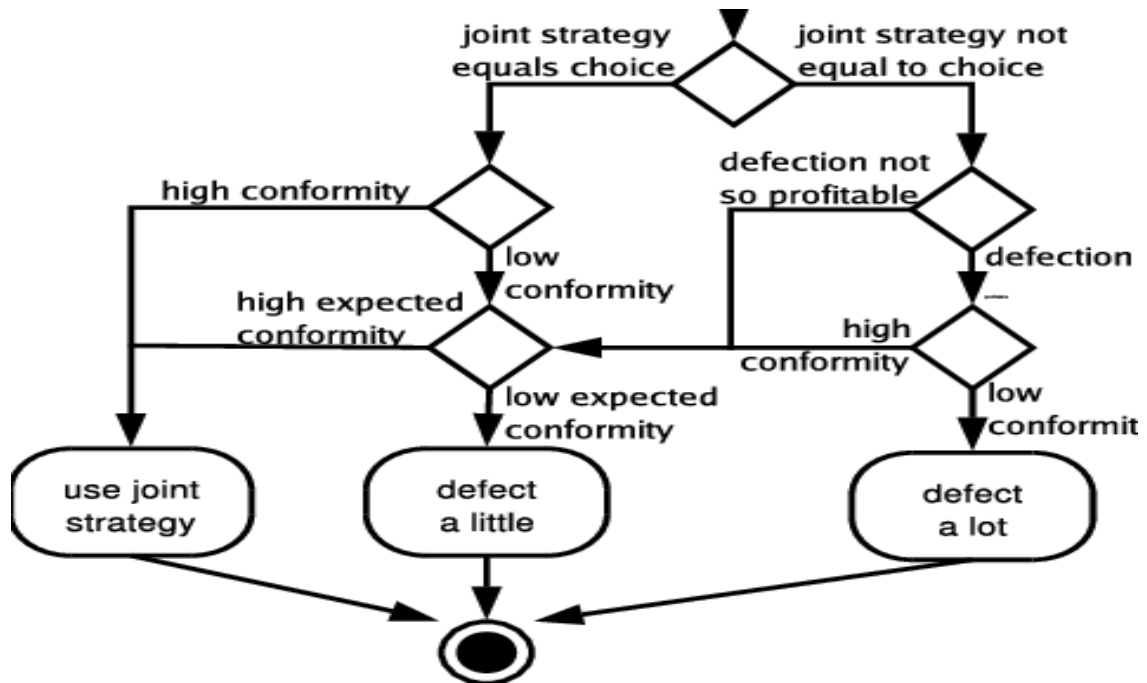 joint strategy
equals choice
joint strategy not
equal to choice
high conformity
defection not
so profitable
low
conformity
defection
high expected
conformity
high
conformity
low expected
conformity
low
conformit
use joint
strategy
defect
a little
defect
a lot